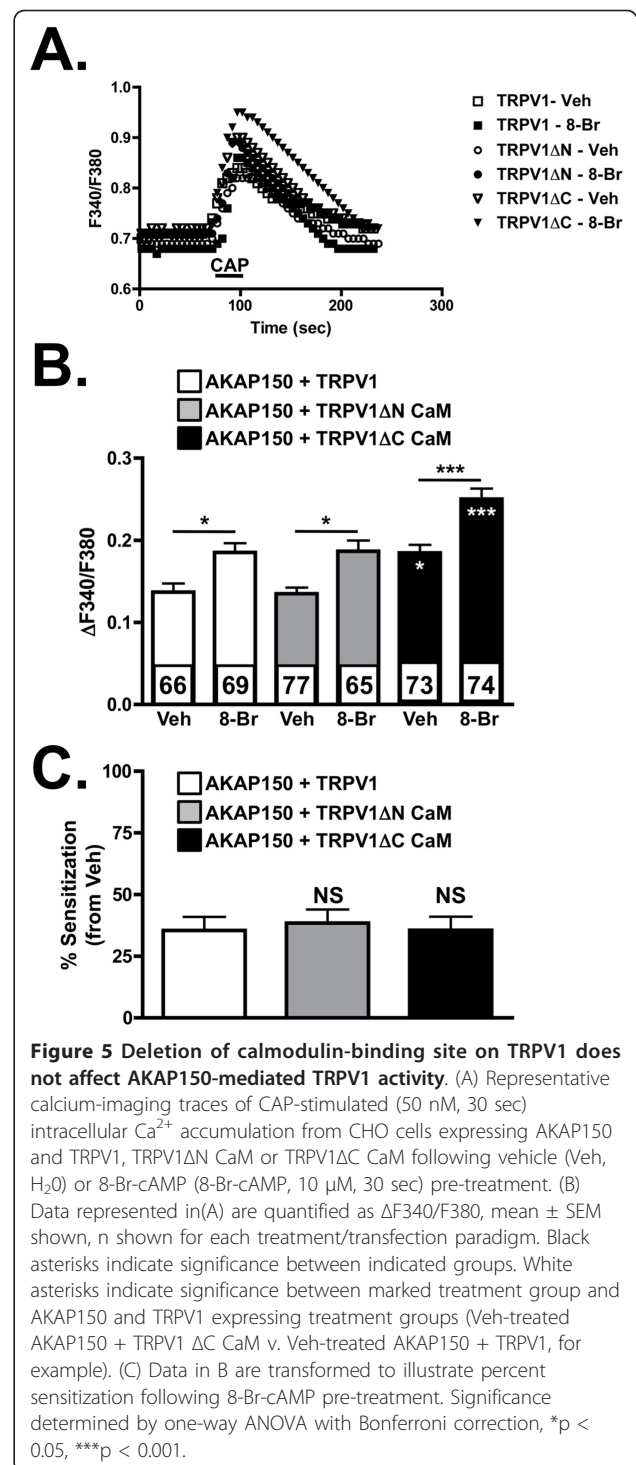 A.
1.0
0.9
0.8
0.7
0.6
F340/F380
CAP
0
100
200
300
Time (sec)
TRPV1- Veh
TRPV1 - 8-Br
TRPV1ΔN - Veh
TRPV1ΔN - 8-Br
TRPV1ΔC - Veh
TRPV1ΔC - 8-Br
B.
AKAP150 + TRPV1
AKAP150 + TRPV1ΔN CaM
AKAP150 + TRPV1ΔC CaM
0.3
0.2
0.1
0.0
ΔF340/F380
*
*
***
*
***
66 69 77 65 73 74
Veh 8-Br Veh 8-Br Veh 8-Br
C.
AKAP150 + TRPV1
AKAP150 + TRPV1ΔN CaM
AKAP150 + TRPV1ΔC CaM
100
75
50
25
0
% Sensitization
(from Veh)
NS NS
Figure 5 Deletion of calmodulin-binding site on TRPV1 does
not affect AKAP150-mediated TRPV1 activity. (A) Representative
calcium-imaging traces of CAP-stimulated (50 nM, 30 sec)
intracellular Ca²⁺ accumulation from CHO cells expressing AKAP150
and TRPV1, TRPV1ΔN CaM or TRPV1ΔC CaM following vehicle (Veh,
H₂0) or 8-Br-cAMP (8-Br-cAMP, 10 μM, 30 sec) pre-treatment. (B)
Data represented in(A) are quantified as ΔF340/F380, mean ± SEM
shown, n shown for each treatment/transfection paradigm. Black
asterisks indicate significance between indicated groups. White
asterisks indicate significance between marked treatment group and
AKAP150 and TRPV1 expressing treatment groups (Veh-treated
AKAP150 + TRPV1 ΔC CaM v. Veh-treated AKAP150 + TRPV1, for
example). (C) Data in B are transformed to illustrate percent
sensitization following 8-Br-cAMP pre-treatment. Significance
determined by one-way ANOVA with Bonferroni correction, *p <
0.05, ***p < 0.001.